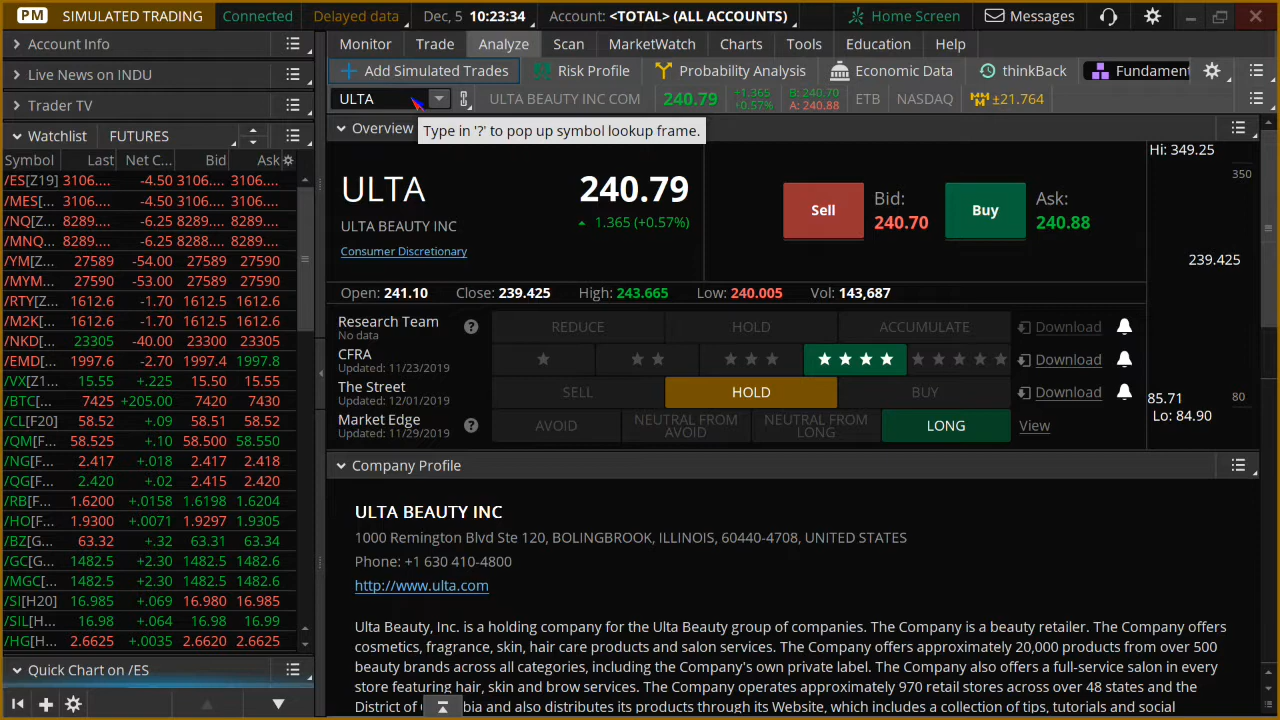 PM SIMULATED TRADING Connected Delayed data Dec, 5 10:23:34 Account: <TOTAL> (ALL ACCOUNTS) Home Screen Messages
Account Info
Live News on INDU
Trader TV
Watchlist FUTURES
Symbol Last Net C... Bid Ask
/ES[Z19] 3106.... -4.50 3106.... 3106....
/MES[... 3106.... -4.50 3106.... 3106....
/NQ[Z... 8289.... -6.25 8289.... 8289....
/MNQ... 8289.... -6.25 8288.... 8289....
/YM[Z... 27589 -54.00 27588 27589
/MYM... 27590 -53.00 27588 27589
/RTY[Z... 1612.6 -1.70 1612.5 1612.6
/M2K[... 1612.6 -1.70 1612.5 1612.6
/NKD[... 23305 -40.00 23300 23305
/EMD[... 1997.6 -2.70 1997.4 1997.8
/VX[Z1... 15.55 +.225 15.50 15.55
/BTC[... 7425 +205.00 7420 7430
/CL[F20] 58.52 +.09 58.51 58.52
/QM[F... 58.525 +.10 58.500 58.550
/NG[F... 2.417 +.018 2.417 2.418
/QG[F... 2.420 +.02 2.415 2.420
/RB[F... 1.6200 +.0158 1.6198 1.6204
/HO[F... 1.9300 +.0071 1.9297 1.9305
/BZ[G... 63.32 +.32 63.31 63.34
/GC[G... 1482.5 +2.30 1482.5 1482.6
/MGC[... 1482.5 +2.30 1482.5 1482.6
/SI[H20] 16.985 +.069 16.980 16.985
/SIL[H... 16.98 +.064 16.98 16.99
/HG[H... 2.6625 +.0035 2.6620 2.6625
Quick Chart on /ES
Monitor Trade Analyze Scan MarketWatch Charts Tools Education Help
Add Simulated Trades Risk Profile Probability Analysis Economic Data thinkBack Fundament
ULTA ULTA BEAUTY INC COM 240.79 +1.365 +0.57% B: 240.70 A: 240.88 ETB NASDAQ ±21.764
Type in '?' to pop up symbol lookup frame.
Overview
ULTA 240.79
ULTA BEAUTY INC 1.365 (+0.57%)
Consumer Discretionary
Sell Bid: 240.70 Buy Ask: 240.88
Open: 241.10 Close: 239.425 High: 243.665 Low: 240.005 Vol: 143,687
Hi: 349.25
350
239.425
85.71 80
Lo: 84.90
Research Team No data REDUCE HOLD ACCUMULATE Download
CFRA Updated: 11/23/2019 Download
The Street Updated: 12/01/2019 SELL HOLD BUY Download
Market Edge Updated: 11/29/2019 AVOID NEUTRAL FROM AVOID NEUTRAL FROM LONG LONG View
Company Profile
ULTA BEAUTY INC
1000 Remington Blvd Ste 120, BOLINGBROOK, ILLINOIS, 60440-4708, UNITED STATES
Phone: +1 630 410-4800
http://www.ulta.com
Ulta Beauty, Inc. is a holding company for the Ulta Beauty group of companies. The Company is a beauty retailer. The Company offers
cosmetics, fragrance, skin, hair care products and salon services. The Company offers approximately 20,000 products from over 500
beauty brands across all categories, including the Company's own private label. The Company also offers a full-service salon in every
store featuring hair, skin and brow services. The Company operates approximately 970 retail stores across over 48 states and the
District of bia and also distributes its products through its Website, which includes a collection of tips, tutorials and social